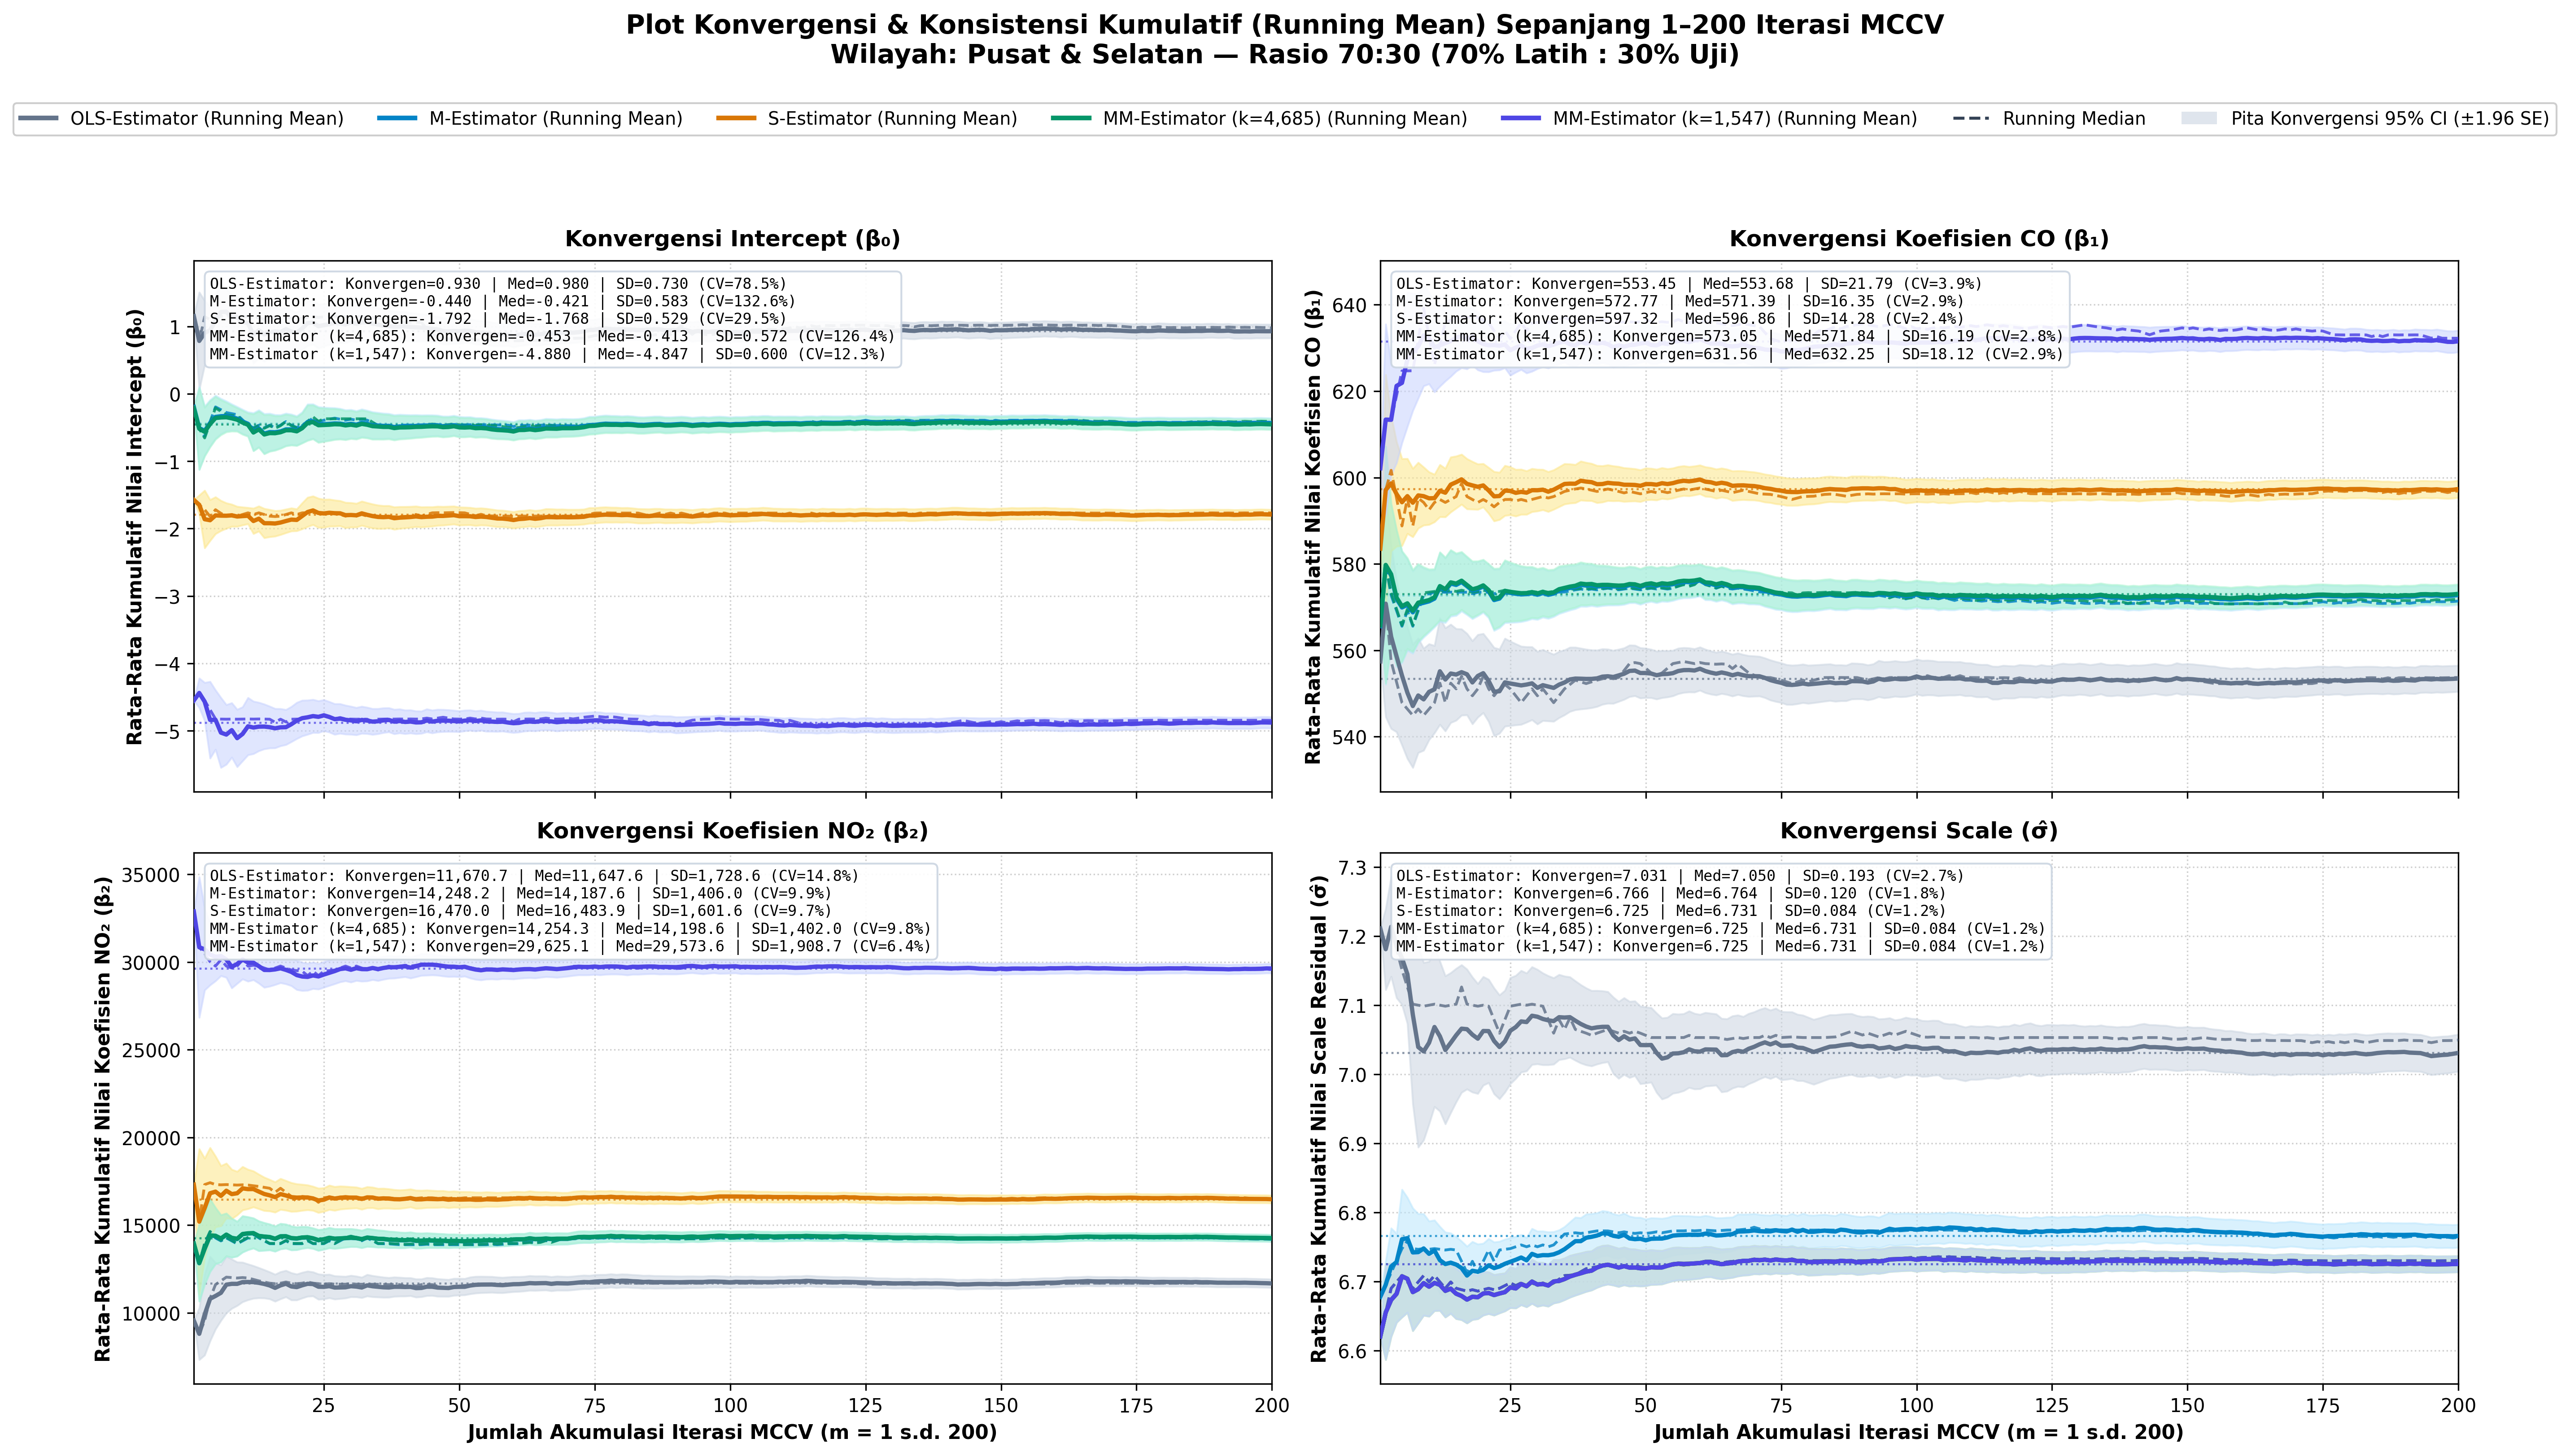 Plot Konvergensi & Konsistensi Kumulatif (Running Mean) Sepanjang 1–200 Iterasi MCCV
Wilayah: Pusat & Selatan — Rasio 70:30 (70% Latih : 30% Uji)
OLS-Estimator (Running Mean)
M-Estimator (Running Mean)
S-Estimator (Running Mean)
MM-Estimator (k=4,685) (Running Mean)
MM-Estimator (k=1,547) (Running Mean)
Running Median
Pita Konvergensi 95% CI (±1.96 SE)
Konvergensi Intercept (β₀)
Rata-Rata Kumulatif Nilai Intercept (β₀)
OLS-Estimator: Konvergen=0.930 | Med=0.980 | SD=0.730 (CV=78.5%)
M-Estimator: Konvergen=-0.440 | Med=-0.421 | SD=0.583 (CV=132.6%)
S-Estimator: Konvergen=-1.792 | Med=-1.768 | SD=0.529 (CV=29.5%)
MM-Estimator (k=4,685): Konvergen=-0.453 | Med=-0.413 | SD=0.572 (CV=126.4%)
MM-Estimator (k=1,547): Konvergen=-4.880 | Med=-4.847 | SD=0.600 (CV=12.3%)
1
0
−1
−2
−3
−4
−5
Konvergensi Koefisien CO (β₁)
Rata-Rata Kumulatif Nilai Koefisien CO (β₁)
OLS-Estimator: Konvergen=553.45 | Med=553.68 | SD=21.79 (CV=3.9%)
M-Estimator: Konvergen=572.77 | Med=571.39 | SD=16.35 (CV=2.9%)
S-Estimator: Konvergen=597.32 | Med=596.86 | SD=14.28 (CV=2.4%)
MM-Estimator (k=4,685): Konvergen=573.05 | Med=571.84 | SD=16.19 (CV=2.8%)
MM-Estimator (k=1,547): Konvergen=631.56 | Med=632.25 | SD=18.12 (CV=2.9%)
640
620
600
580
560
540
25 50 75 100 125 150 175 200
Konvergensi Koefisien NO₂ (β₂)
Rata-Rata Kumulatif Nilai Koefisien NO₂ (β₂)
OLS-Estimator: Konvergen=11,670.7 | Med=11,647.6 | SD=1,728.6 (CV=14.8%)
M-Estimator: Konvergen=14,248.2 | Med=14,187.6 | SD=1,406.0 (CV=9.9%)
S-Estimator: Konvergen=16,470.0 | Med=16,483.9 | SD=1,601.6 (CV=9.7%)
MM-Estimator (k=4,685): Konvergen=14,254.3 | Med=14,198.6 | SD=1,402.0 (CV=9.8%)
MM-Estimator (k=1,547): Konvergen=29,625.1 | Med=29,573.6 | SD=1,908.7 (CV=6.4%)
35000
30000
25000
20000
15000
10000
25 50 75 100 125 150 175 200
Jumlah Akumulasi Iterasi MCCV (m = 1 s.d. 200)
Konvergensi Scale (σ̂)
Rata-Rata Kumulatif Nilai Scale Residual (σ̂)
OLS-Estimator: Konvergen=7.031 | Med=7.050 | SD=0.193 (CV=2.7%)
M-Estimator: Konvergen=6.766 | Med=6.764 | SD=0.120 (CV=1.8%)
S-Estimator: Konvergen=6.725 | Med=6.731 | SD=0.084 (CV=1.2%)
MM-Estimator (k=4,685): Konvergen=6.725 | Med=6.731 | SD=0.084 (CV=1.2%)
MM-Estimator (k=1,547): Konvergen=6.725 | Med=6.731 | SD=0.084 (CV=1.2%)
7.3
7.2
7.1
7.0
6.9
6.8
6.7
6.6
25 50 75 100 125 150 175 200
Jumlah Akumulasi Iterasi MCCV (m = 1 s.d. 200)